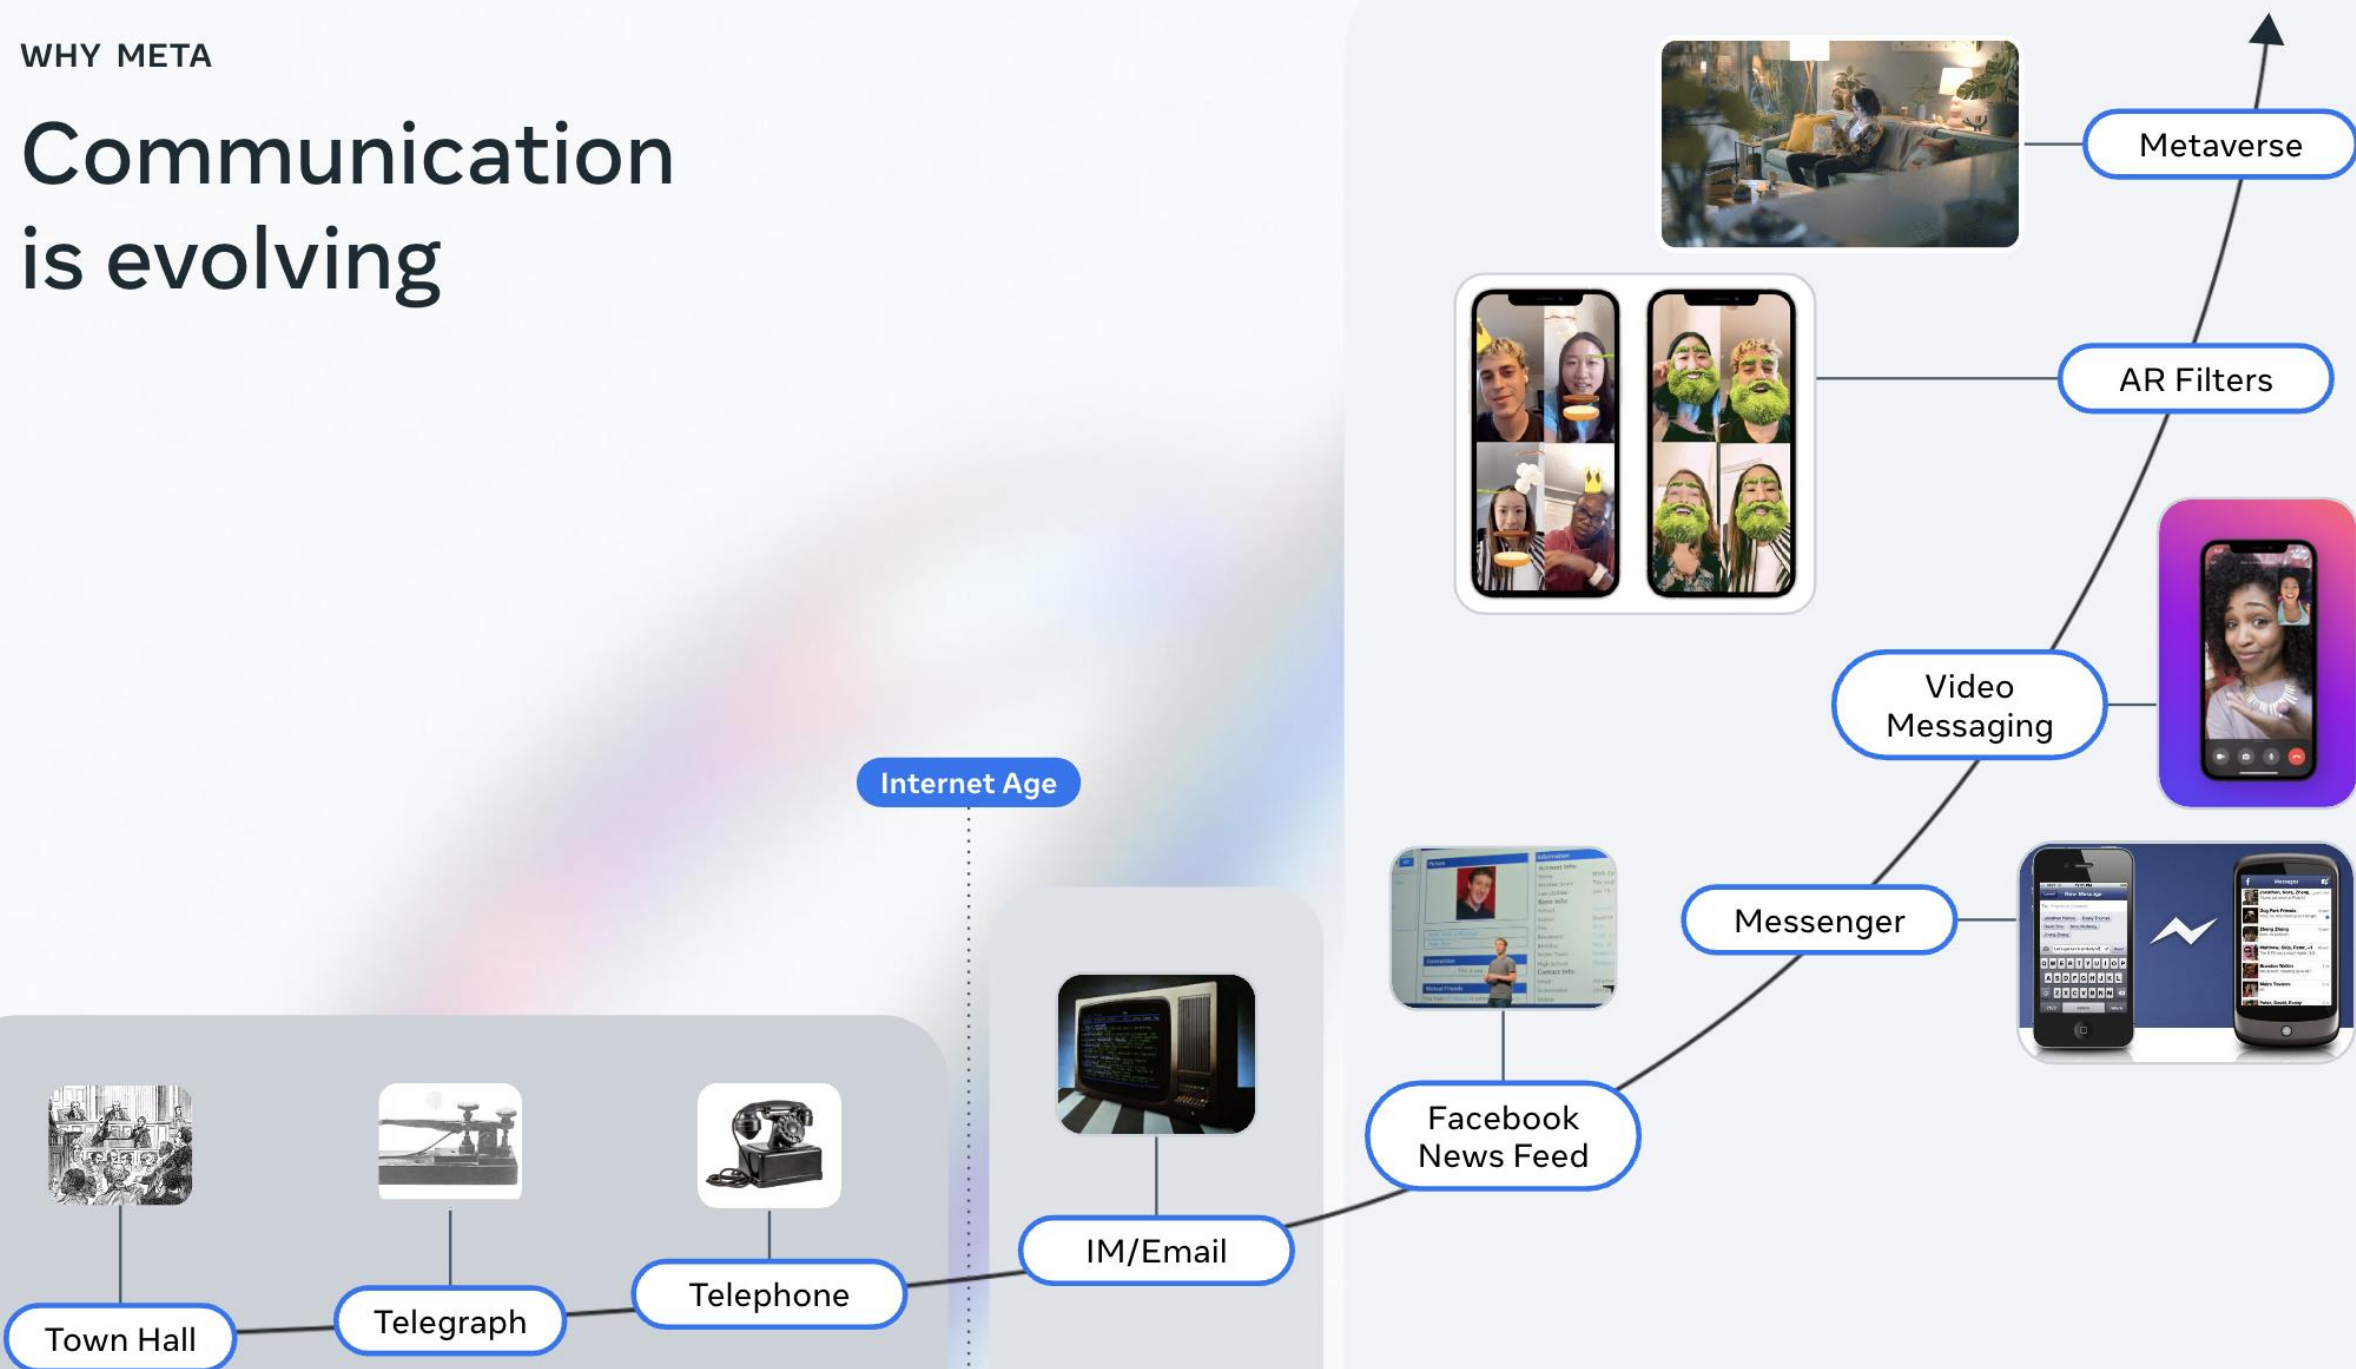 WHY META
Communication
is evolving
Metaverse
AR Filters
Video
Messaging
Internet Age
Messenger
Facebook
News Feed
IM/Email
Telephone
Telegraph
Town Hall